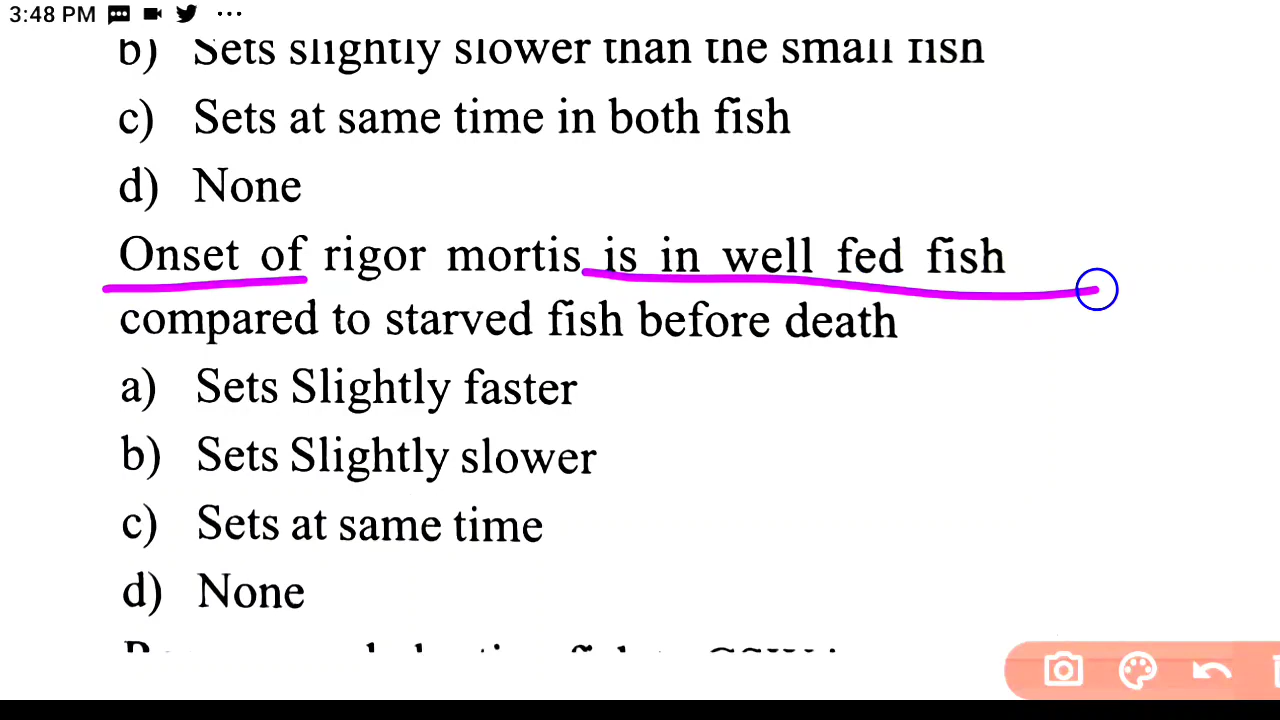 3:48 PM
b) Sets slightly slower than the small fish
c) Sets at same time in both fish
d) None
Onset of rigor mortis is in well fed fish
compared to starved fish before death
a) Sets Slightly faster
b) Sets Slightly slower
c) Sets at same time
d) None